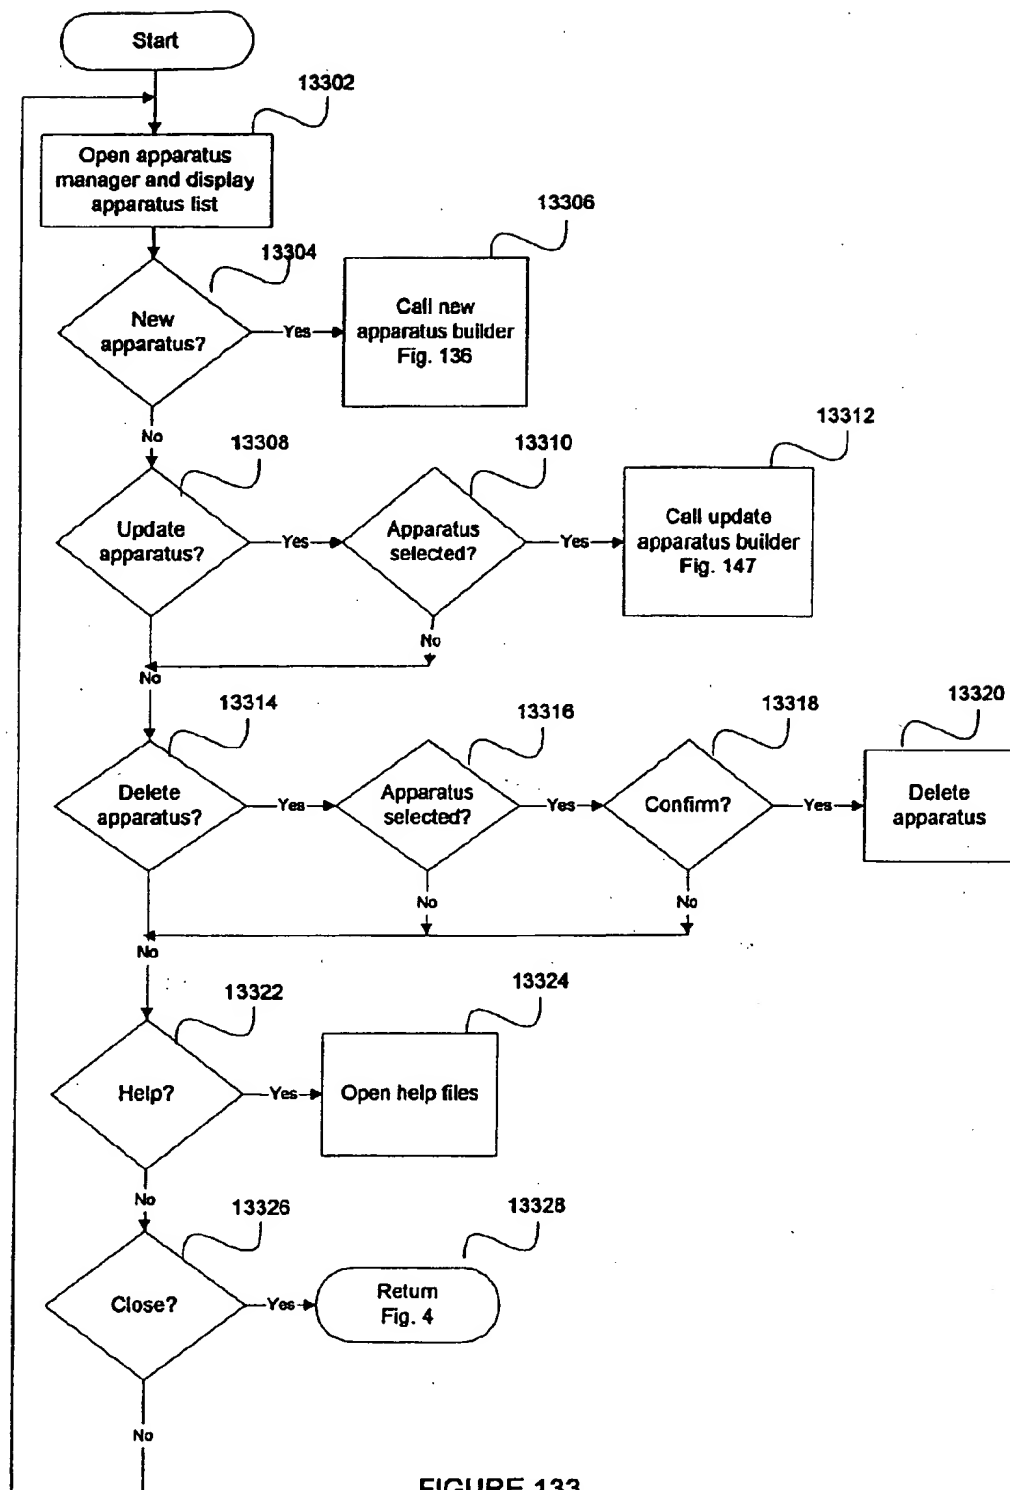 Start
13302
Open apparatus
manager and display
apparatus list
13304
New
apparatus?
Yes
13306
Call new
apparatus builder
Fig. 136
No
13308
Update
apparatus?
Yes
13310
Apparatus
selected?
Yes
13312
Call update
apparatus builder
Fig. 147
No
No
13314
Delete
apparatus?
Yes
13316
Apparatus
selected?
Yes
13318
Confirm?
Yes
13320
Delete
apparatus
No
No
No
13322
Help?
Yes
13324
Open help files
No
13326
Close?
Yes
13328
Return
Fig. 4
No
FIGURE 133